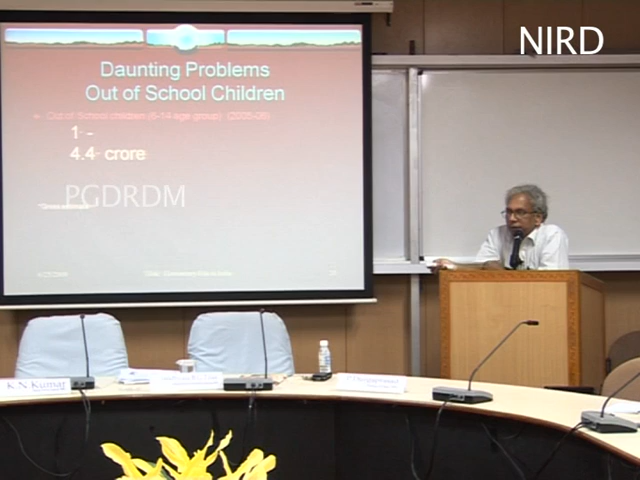 NIRD
Daunting Problems
Out of School Children
Out of School children (6-14 age group) (2005-06)
1 -
4.4 crore
PGDRDM
K.N Kumar